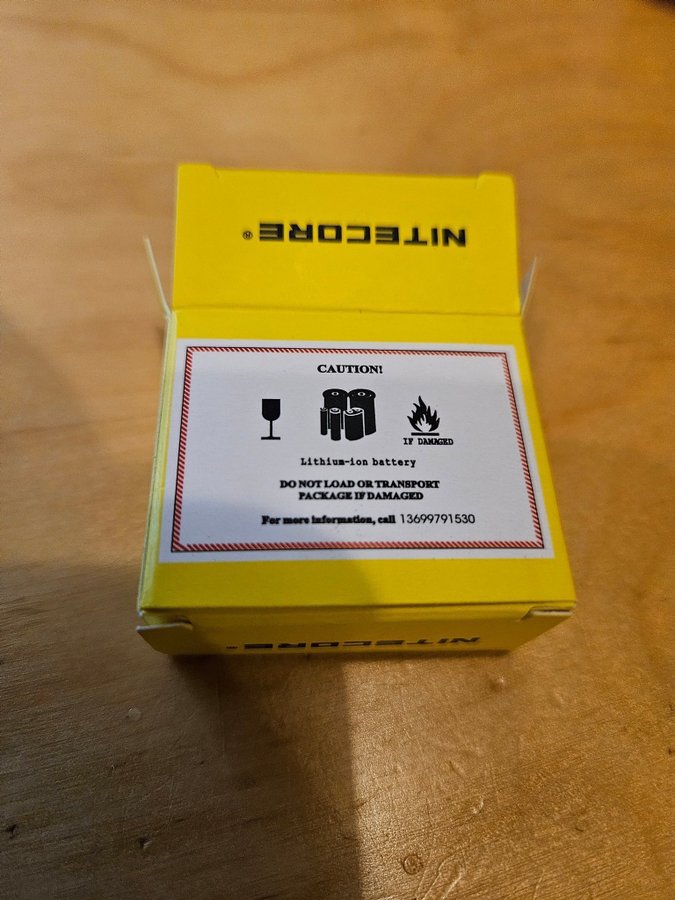 NITECORE®
CAUTION!
IF DAMAGED
Lithium-ion battery
DO NOT LOAD OR TRANSPORT
PACKAGE IF DAMAGED
For more information, call 13699791530
NITECORE®